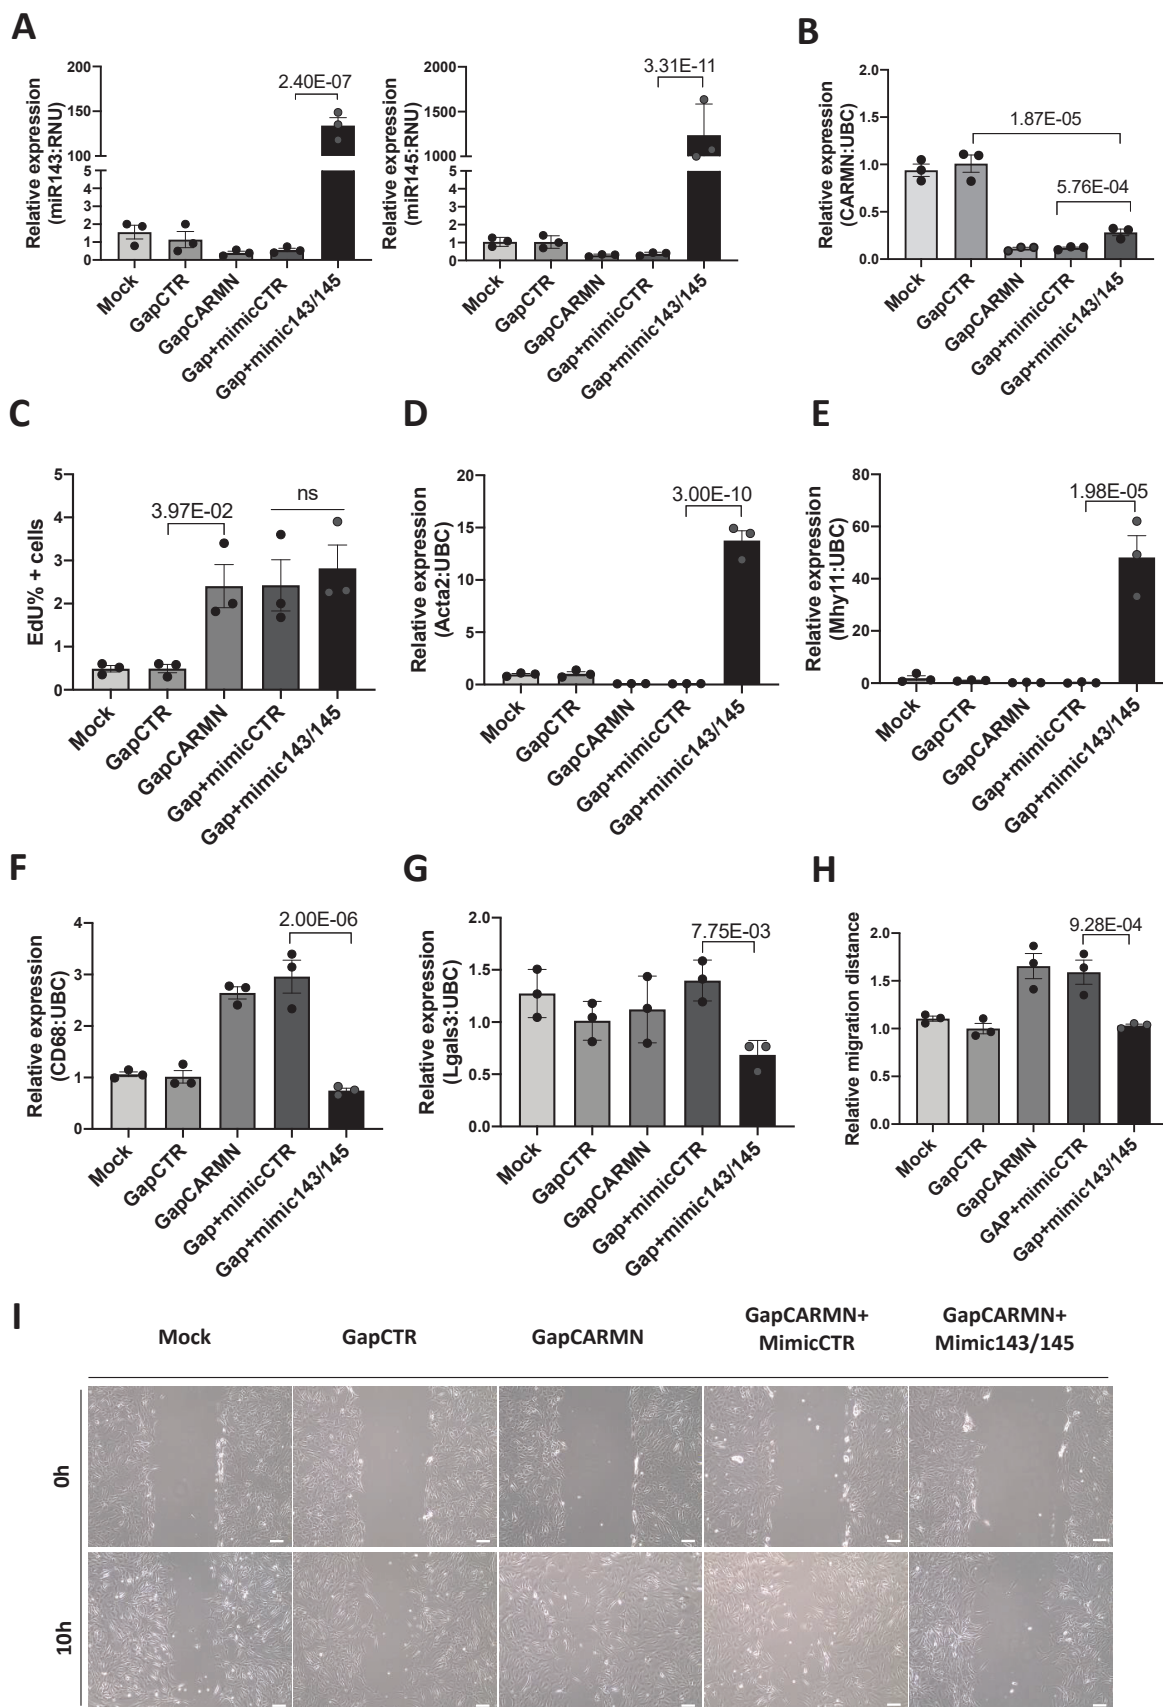 A
B
Relative expression
(miR143:RNU)
200
150
100
5
4
3
2
1
0
2.40E-07
Mock
GapCTR
GapCARMN
Gap+mimicCTR
Gap+mimic143/145
Relative expression
(miR145:RNU)
2000
1000
5
4
3
2
1
0
3.31E-11
Mock
GapCTR
GapCARMN
Gap+mimicCTR
Gap+mimic143/145
Relative expression
(CARMN:UBC)
2.0
1.5
1.0
0.5
0.0
1.87E-05
5.76E-04
Mock
GapCTR
GapCARMN
Gap+mimicCTR
Gap+mimic143/145
C
D
E
EdU% + cells
5
4
3
2
1
0
3.97E-02
ns
Mock
GapCTR
GapCARMN
Gap+mimicCTR
Gap+mimic143/145
Relative expression
(Acta2:UBC)
20
15
10
5
0
3.00E-10
Mock
GapCTR
GapCARMN
Gap+mimicCTR
Gap+mimic143/145
Relative expression
(Mhy11:UBC)
80
60
40
20
0
1.98E-05
Mock
GapCTR
GapCARMN
Gap+mimicCTR
Gap+mimic143/145
F
G
H
Relative expression
(CD68:UBC)
4
3
2
1
0
2.00E-06
Mock
GapCTR
GapCARMN
Gap+mimicCTR
Gap+mimic143/145
Relative expression
(Lgals3:UBC)
2.0
1.5
1.0
0.5
0.0
7.75E-03
Mock
GapCTR
GapCARMN
Gap+mimicCTR
Gap+mimic143/145
Relative migration distance
2.0
1.5
1.0
0.5
0.0
9.28E-04
Mock
GapCTR
GapCARMN
GAP+mimicCTR
Gap+mimic143/145
I
Mock
GapCTR
GapCARMN
GapCARMN+
MimicCTR
GapCARMN+
Mimic143/145
0h
10h